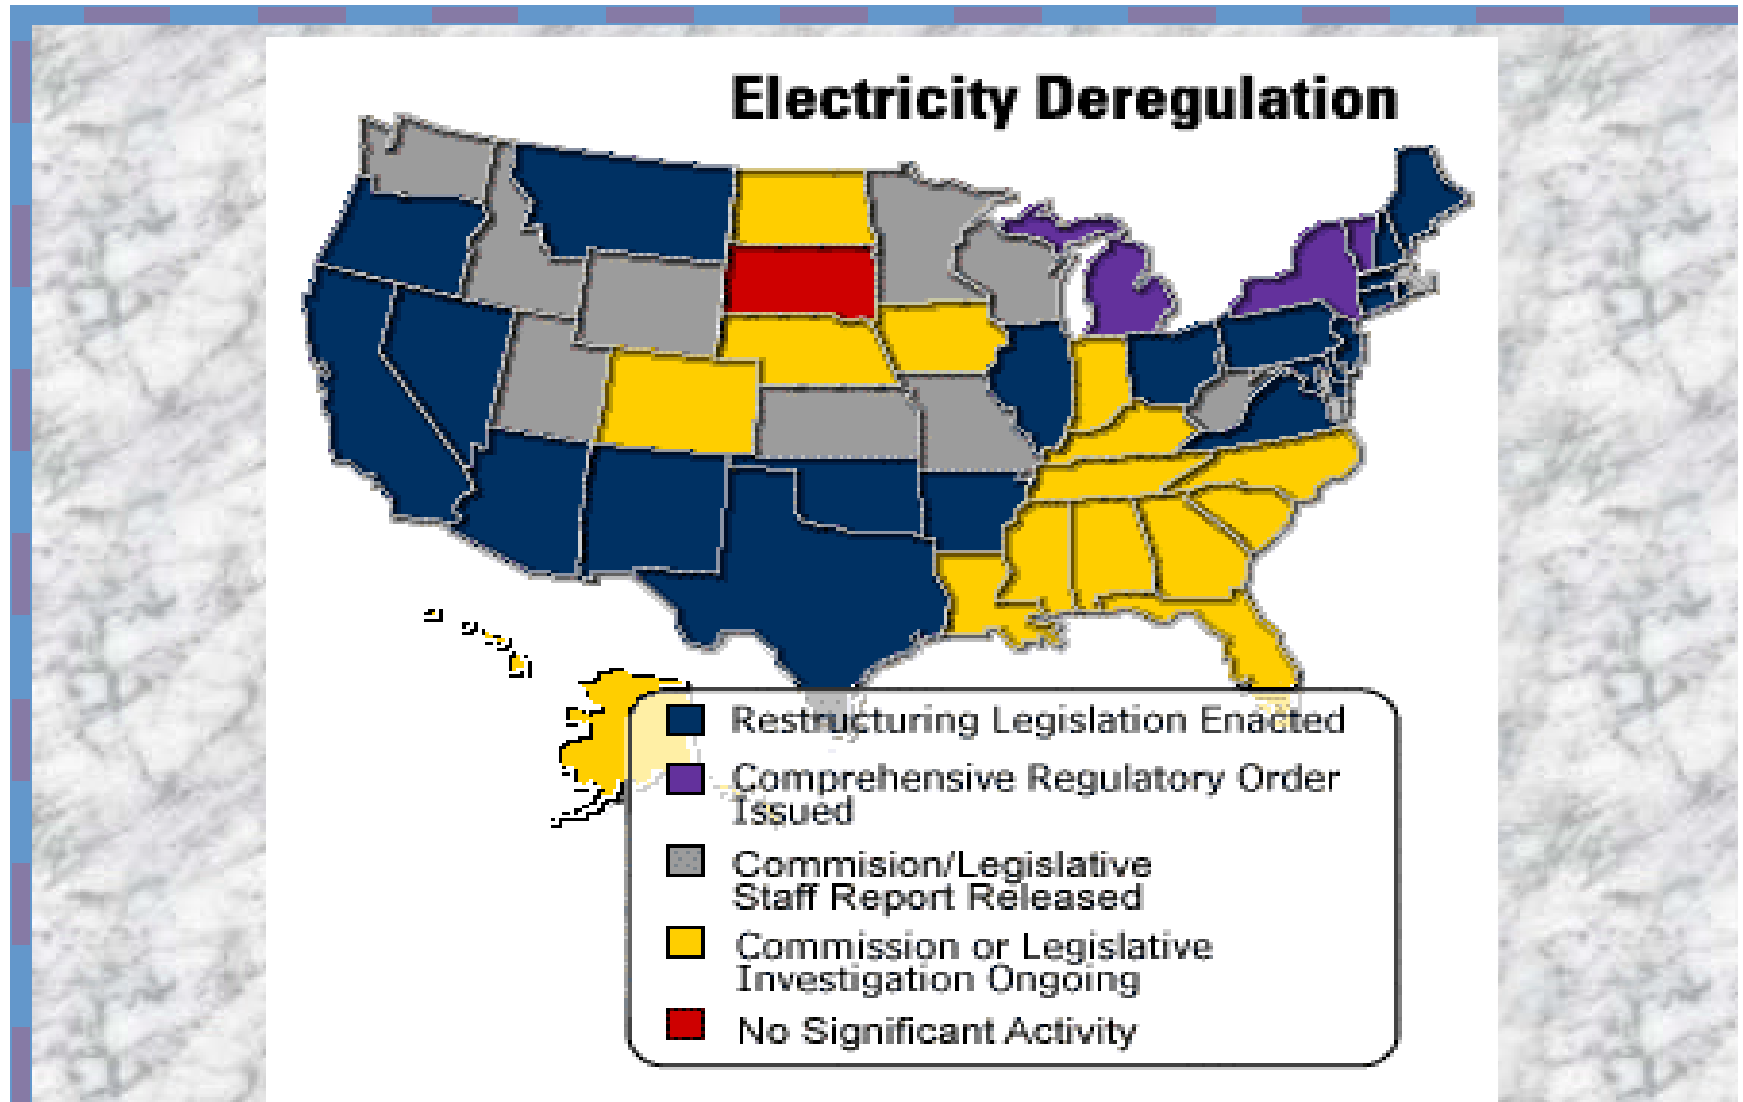 Electricity Deregulation
Restructuring Legislation Enacted
Comprehensive Regulatory Order
Issued
Commision/Legislative
Staff Report Released
Commission or Legislative
Investigation Ongoing
No Significant Activity